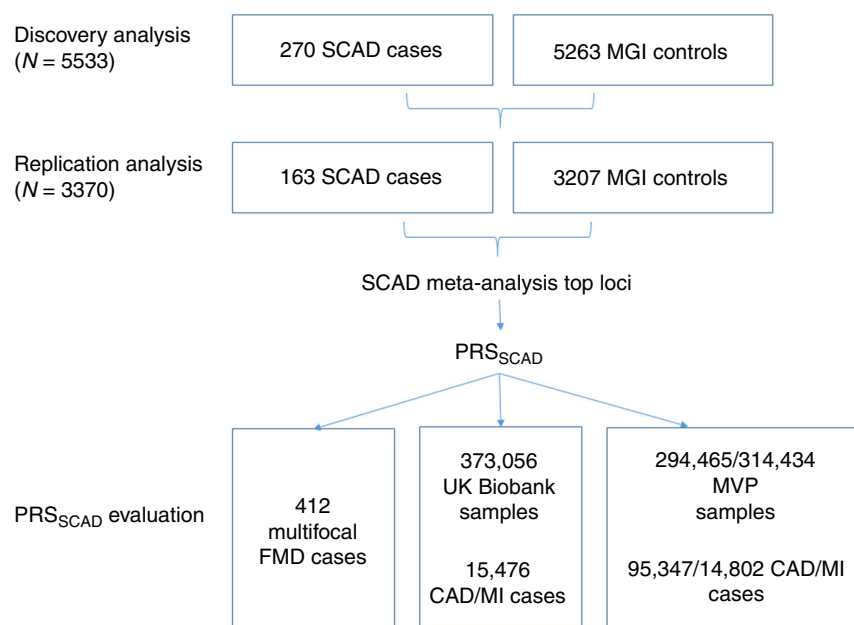 Discovery analysis
(N = 5533)
270 SCAD cases
5263 MGI controls
Replication analysis
(N = 3370)
163 SCAD cases
3207 MGI controls
SCAD meta-analysis top loci
PRSSCAD
PRSSCAD evaluation
412
multifocal
FMD cases
373,056
UK Biobank
samples
15,476
CAD/MI cases
294,465/314,434
MVP
samples
95,347/14,802 CAD/MI
cases